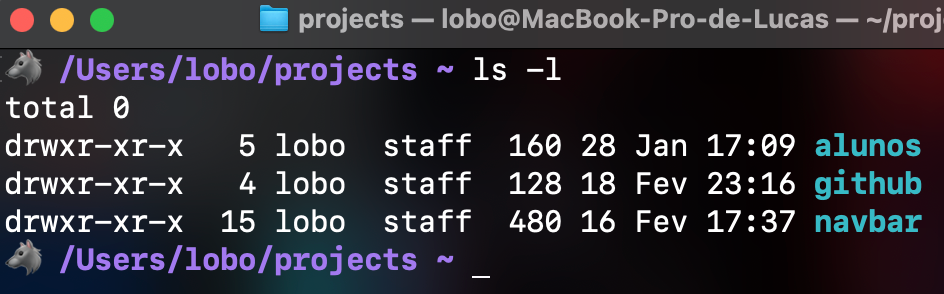 projects — lobo@MacBook-Pro-de-Lucas — ~/proj
/Users/lobo/projects ~ ls -l
total 0
drwxr-xr-x   5 lobo  staff  160 28 Jan 17:09 alunos
drwxr-xr-x   4 lobo  staff  128 18 Fev 23:16 github
drwxr-xr-x  15 lobo  staff  480 16 Fev 17:37 navbar
/Users/lobo/projects ~ _